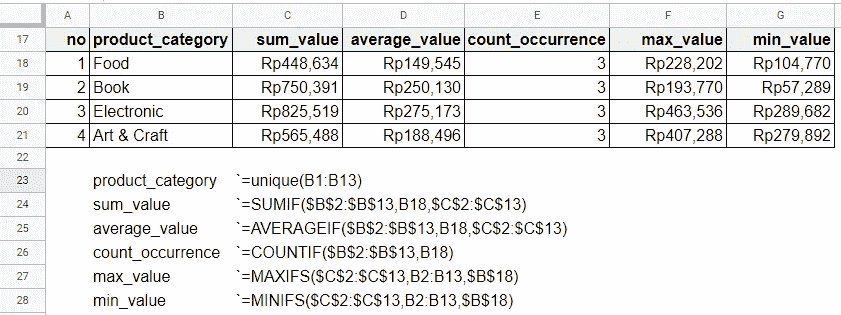 A B C D E F G
17 no product_category sum_value average_value count_occurrence max_value min_value
18 1 Food Rp448,634 Rp149,545 3 Rp228,202 Rp104,770
19 2 Book Rp750,391 Rp250,130 3 Rp193,770 Rp57,289
20 3 Electronic Rp825,519 Rp275,173 3 Rp463,536 Rp289,682
21 4 Art & Craft Rp565,488 Rp188,496 3 Rp407,288 Rp279,892
22
23 product_category `=unique(B1:B13)
24 sum_value `=SUMIF($B$2:$B$13,B18,$C$2:$C$13)
25 average_value `=AVERAGEIF($B$2:$B$13,B18,$C$2:$C$13)
26 count_occurrence `=COUNTIF($B$2:$B$13,B18)
27 max_value `=MAXIFS($C$2:$C$13,B2:B13,$B$18)
28 min_value `=MINIFS($C$2:$C$13,B2:B13,$B$18)